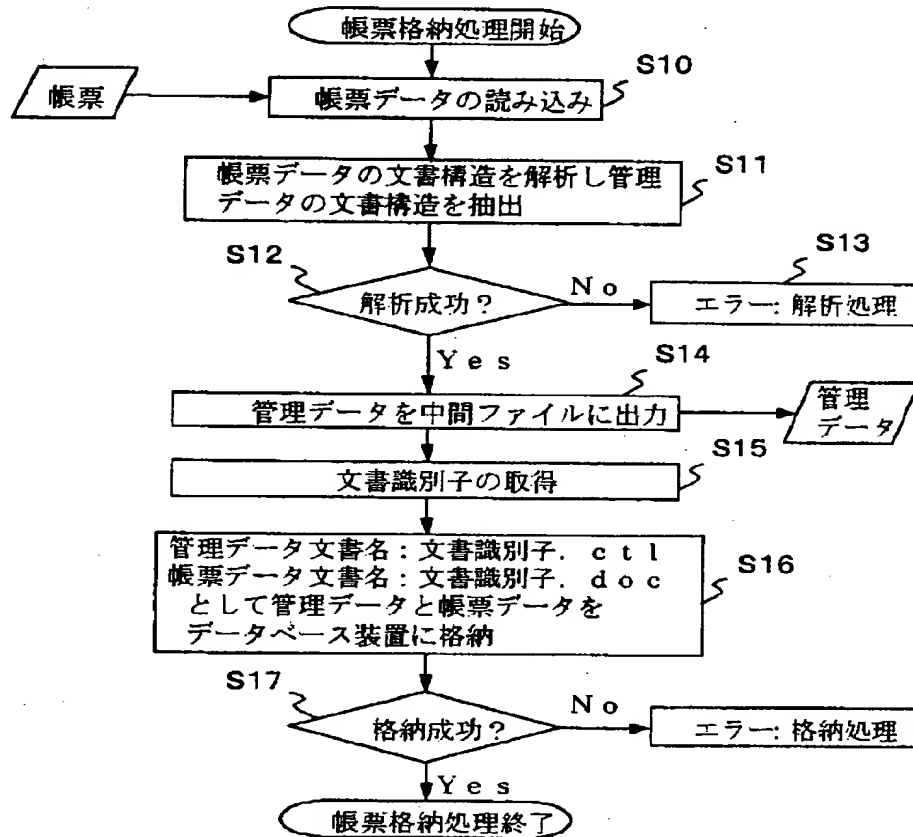 帳票格納処理開始
S10
帳票
帳票データの読み込み
S11
帳票データの文書構造を解析し管理
データの文書構造を抽出
S12
S13
解析成功？
No
エラー：解析処理
Yes
S14
管理データを中間ファイルに出力
管理
データ
S15
文書識別子の取得
管理データ文書名：文書識別子．ctl
帳票データ文書名：文書識別子．doc
として管理データと帳票データを
データベース装置に格納
S16
S17
格納成功？
No
エラー：格納処理
Yes
帳票格納処理終了